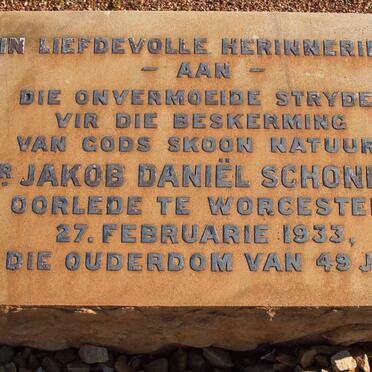 IN LIEFDEVOLLE HERINNERIN
— AAN —
DIE ONVERMOEIDE STRYDE
VIR DIE BESKERMING
VAN GODS SKOON NATUUR
R. JAKOB DANIËL SCHON
OORLEDE TE WORCESTE
27. FEBRUARIE 1933,
DIE OUDERDOM VAN 49 J